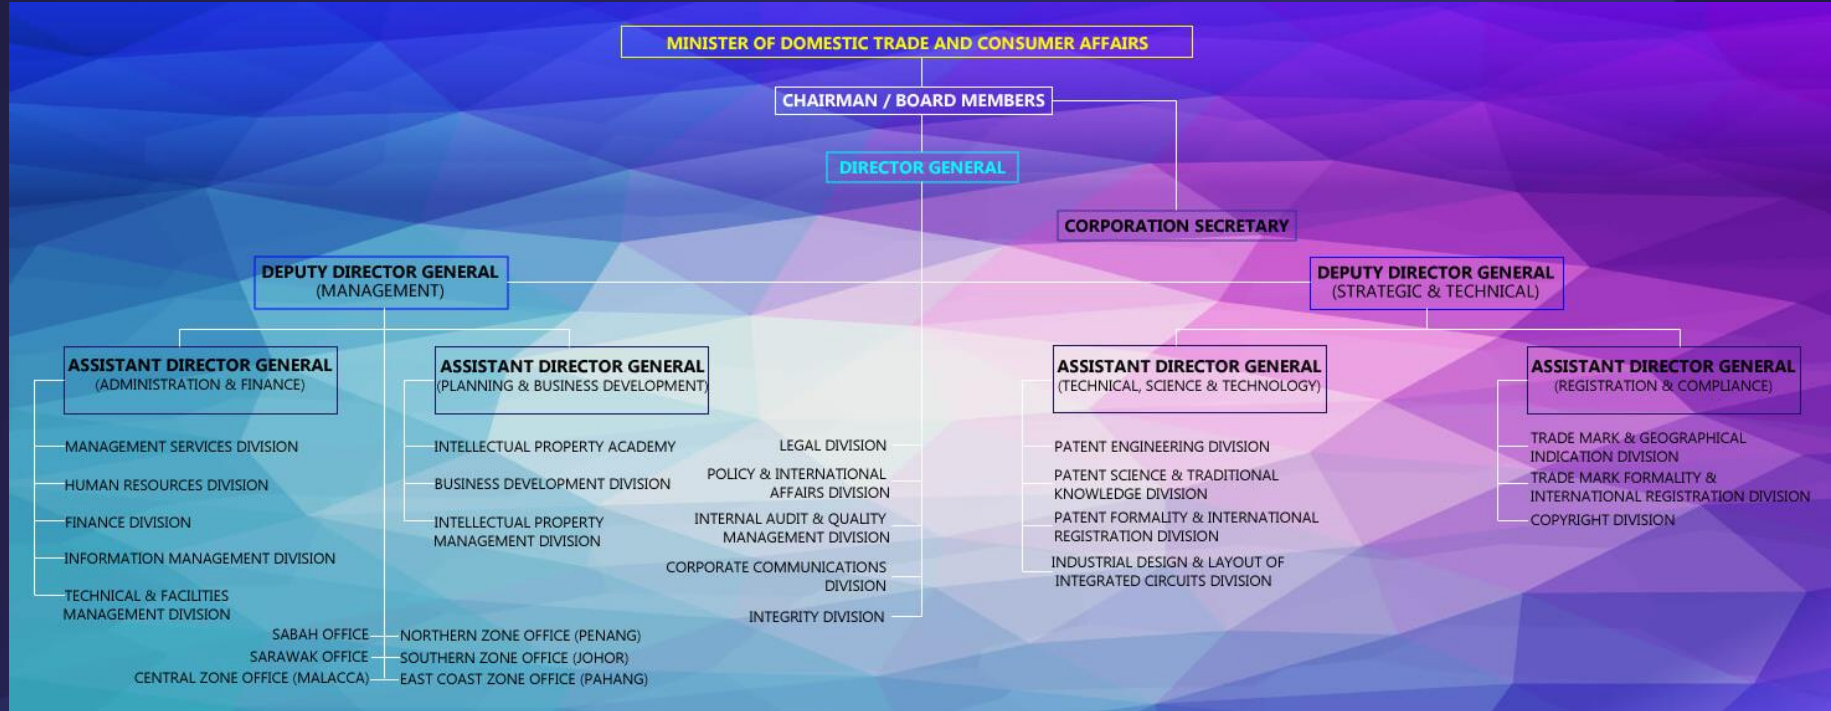 MINISTER OF DOMESTIC TRADE AND CONSUMER AFFAIRS
CHAIRMAN / BOARD MEMBERS
DIRECTOR GENERAL
CORPORATION SECRETARY
DEPUTY DIRECTOR GENERAL
(MANAGEMENT)
DEPUTY DIRECTOR GENERAL
(STRATEGIC & TECHNICAL)
ASSISTANT DIRECTOR GENERAL
(ADMINISTRATION & FINANCE)
MANAGEMENT SERVICES DIVISION
HUMAN RESOURCES DIVISION
FINANCE DIVISION
INFORMATION MANAGEMENT DIVISION
TECHNICAL & FACILITIES
MANAGEMENT DIVISION
ASSISTANT DIRECTOR GENERAL
(PLANNING & BUSINESS DEVELOPMENT)
INTELLECTUAL PROPERTY ACADEMY
BUSINESS DEVELOPMENT DIVISION
INTELLECTUAL PROPERTY
MANAGEMENT DIVISION
SABAH OFFICE
SARAWAK OFFICE
CENTRAL ZONE OFFICE (MALACCA)
NORTHERN ZONE OFFICE (PENANG)
SOUTHERN ZONE OFFICE (JOHOR)
EAST COAST ZONE OFFICE (PAHANG)
LEGAL DIVISION
POLICY & INTERNATIONAL
AFFAIRS DIVISION
INTERNAL AUDIT & QUALITY
MANAGEMENT DIVISION
CORPORATE COMMUNICATIONS
DIVISION
INTEGRITY DIVISION
ASSISTANT DIRECTOR GENERAL
(TECHNICAL, SCIENCE & TECHNOLOGY)
PATENT ENGINEERING DIVISION
PATENT SCIENCE & TRADITIONAL
KNOWLEDGE DIVISION
PATENT FORMALITY & INTERNATIONAL
REGISTRATION DIVISION
INDUSTRIAL DESIGN & LAYOUT OF
INTEGRATED CIRCUITS DIVISION
ASSISTANT DIRECTOR GENERAL
(REGISTRATION & COMPLIANCE)
TRADE MARK & GEOGRAPHICAL
INDICATION DIVISION
TRADE MARK FORMALITY &
INTERNATIONAL REGISTRATION DIVISION
COPYRIGHT DIVISION